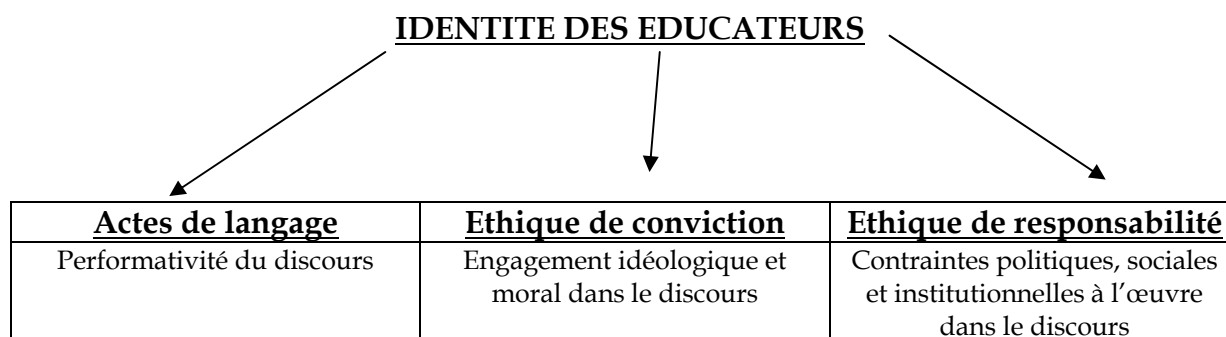 IDENTITE DES EDUCATEURS
Actes de langage
Performativité du discours
Ethique de conviction
Engagement idéologique et
moral dans le discours
Ethique de responsabilité
Contraintes politiques, sociales
et institutionnelles à l'œuvre
dans le discours